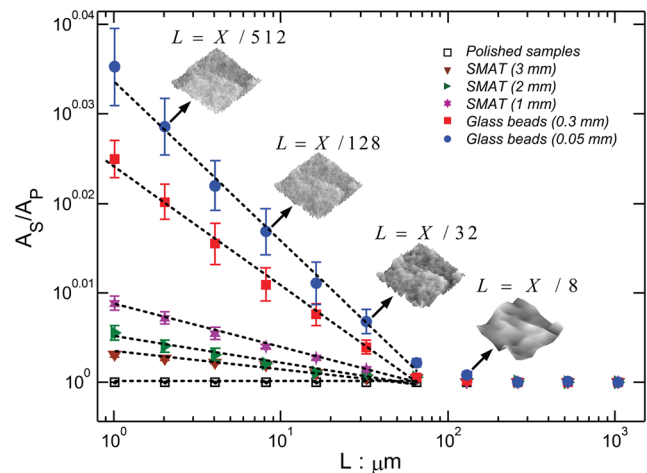 10^0.04
L = X / 512
Polished samples
SMAT (3 mm)
SMAT (2 mm)
SMAT (1 mm)
Glass beads (0.3 mm)
Glass beads (0.05 mm)
10^0.03
L = X / 128
10^0.02
L = X / 32
10^0.01
L = X / 8
10^0
A_S/A_P
10^0 10^1 10^2 10^3
L : μm